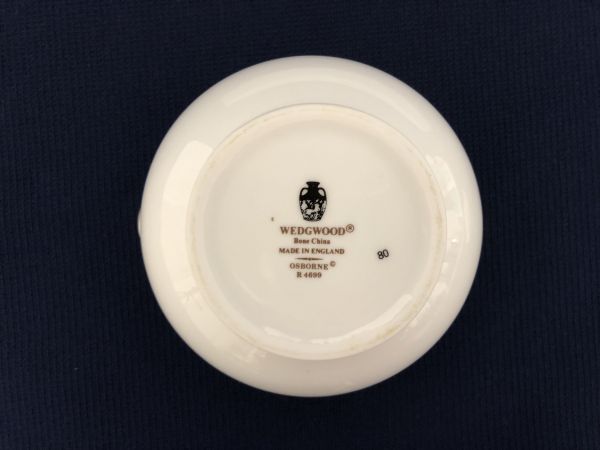 WEDGWOOD®
Bone China
MADE IN ENGLAND
OSBORNE ©
R 4699
80